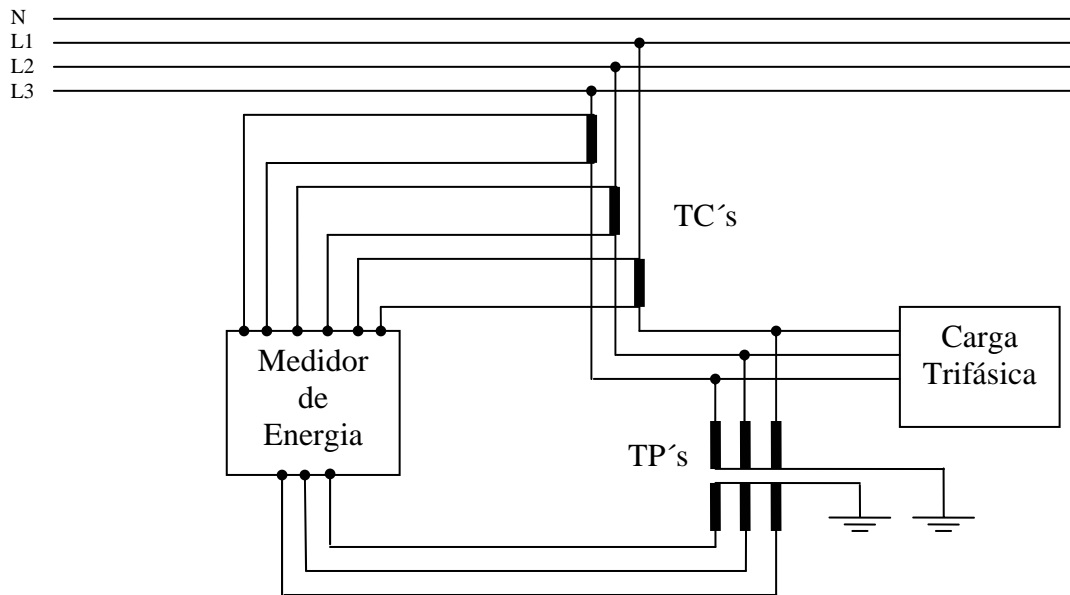 N
L1
L2
L3
TC´s
Medidor
de
Energia
Carga
Trifásica
TP´s